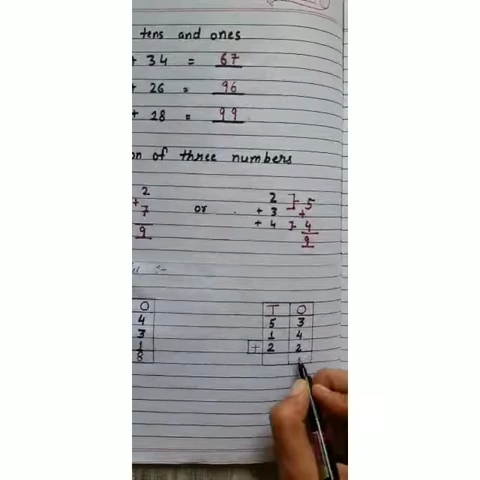 tens and ones
+ 34 = 67
+ 26 = 96
+ 28 = 99
on of three numbers
2
+
7
9
or
2
+ 3
+ 4
5
+
4
9
O
4
3
1
8
T O
5 3
1 4
+ 2 2